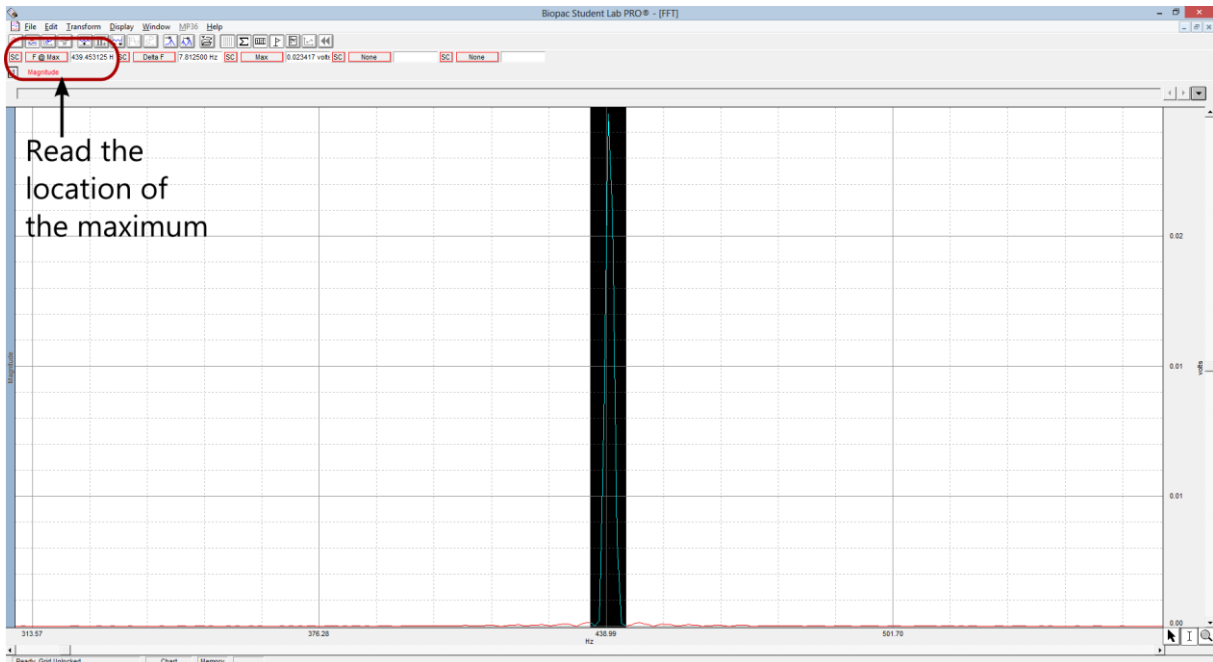 Biopac Student Lab PRO® - [FFT]
File Edit Transform Display Window MP36 Help
SC F @ Max 439.453125 H SC Delta F 7.812500 Hz SC Max 0.023417 volts SC None SC None
Magnitude
Read the
location of
the maximum
0.02
Magnitude
0.01
volts
0.01
0.00
313.57 376.28 438.99 501.70
Hz
Ready Grid Unlocked Chart Memory